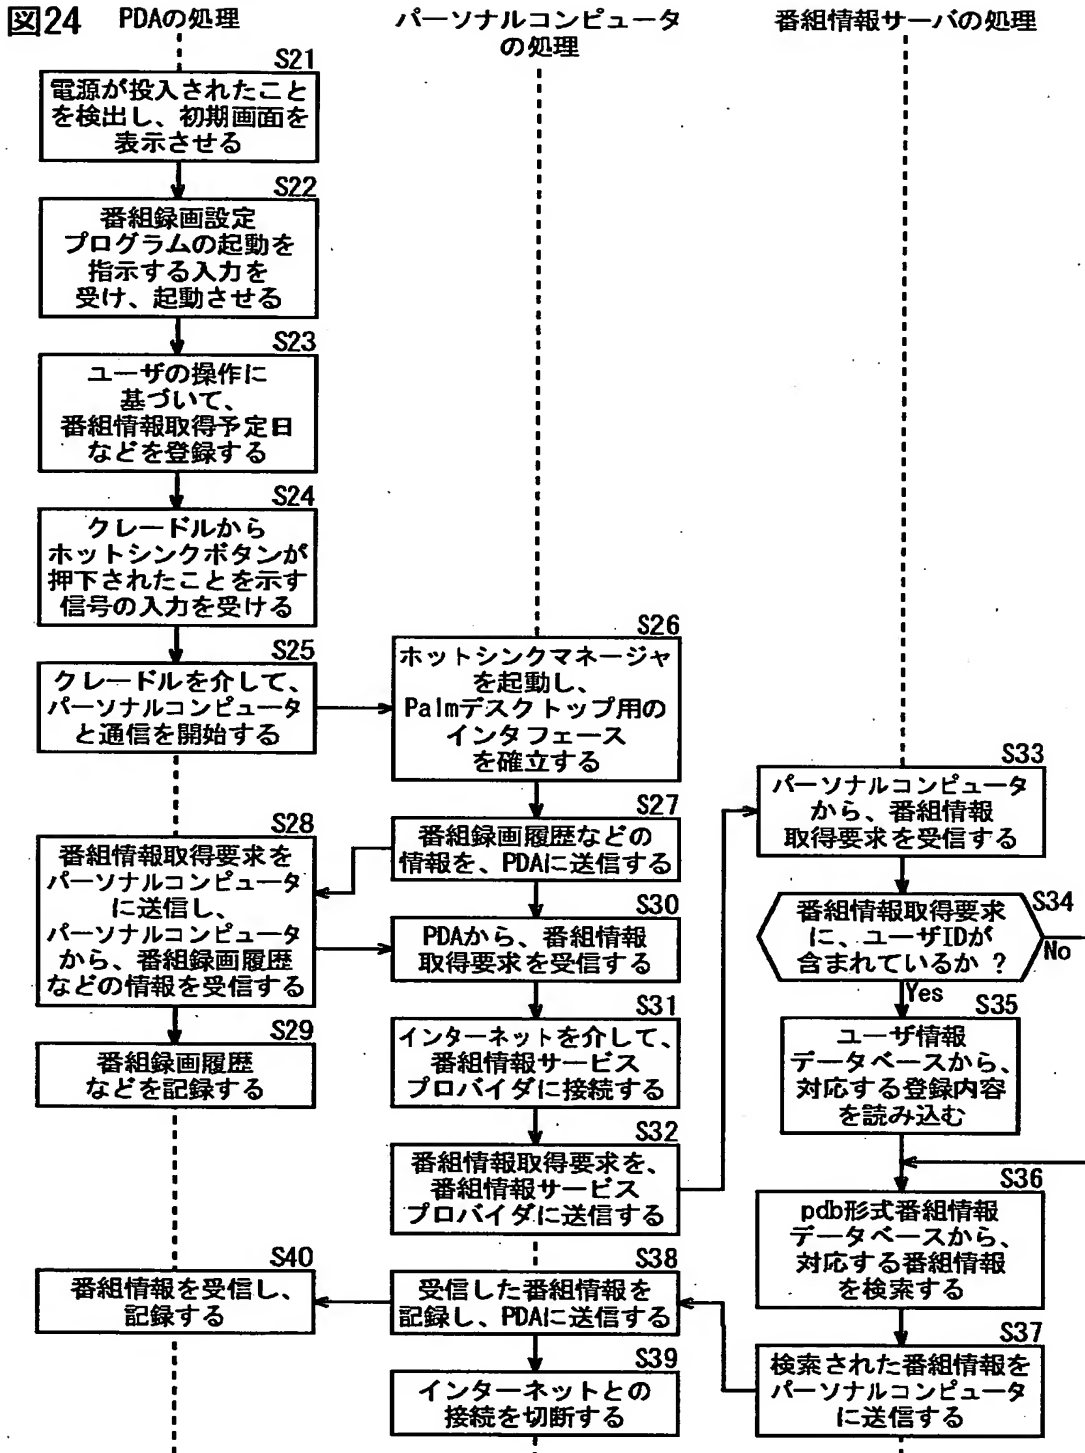 図24
PDAの処理
パーソナルコンピュータ
の処理
番組情報サーバの処理
S21
電源が投入されたこと
を検出し、初期画面を
表示させる
S22
番組録画設定
プログラムの起動を
指示する入力を
受け、起動させる
S23
ユーザの操作に
基づいて、
番組情報取得予定日
などを登録する
S24
クレードルから
ホットシンクボタンが
押下されたことを示す
信号の入力を受ける
S25
クレードルを介して、
パーソナルコンピュータ
と通信を開始する
S26
ホットシンクマネージャ
を起動し、
Palmデスクトップ用の
インタフェース
を確立する
S27
番組録画履歴などの
情報を、PDAに送信する
S28
番組情報取得要求を
パーソナルコンピュータ
に送信し、
パーソナルコンピュータ
から、番組録画履歴
などの情報を受信する
S29
番組録画履歴
などを記録する
S30
PDAから、番組情報
取得要求を受信する
S31
インターネットを介して、
番組情報サービス
プロバイダに接続する
S32
番組情報取得要求を、
番組情報サービス
プロバイダに送信する
S33
パーソナルコンピュータ
から、番組情報
取得要求を受信する
S34
番組情報取得要求
に、ユーザIDが
含まれているか？
No
Yes
S35
ユーザ情報
データベースから、
対応する登録内容
を読み込む
S36
pdb形式番組情報
データベースから、
対応する番組情報
を検索する
S37
検索された番組情報を
パーソナルコンピュータ
に送信する
S38
受信した番組情報を
記録し、PDAに送信する
S39
インターネットとの
接続を切断する
S40
番組情報を受信し、
記録する